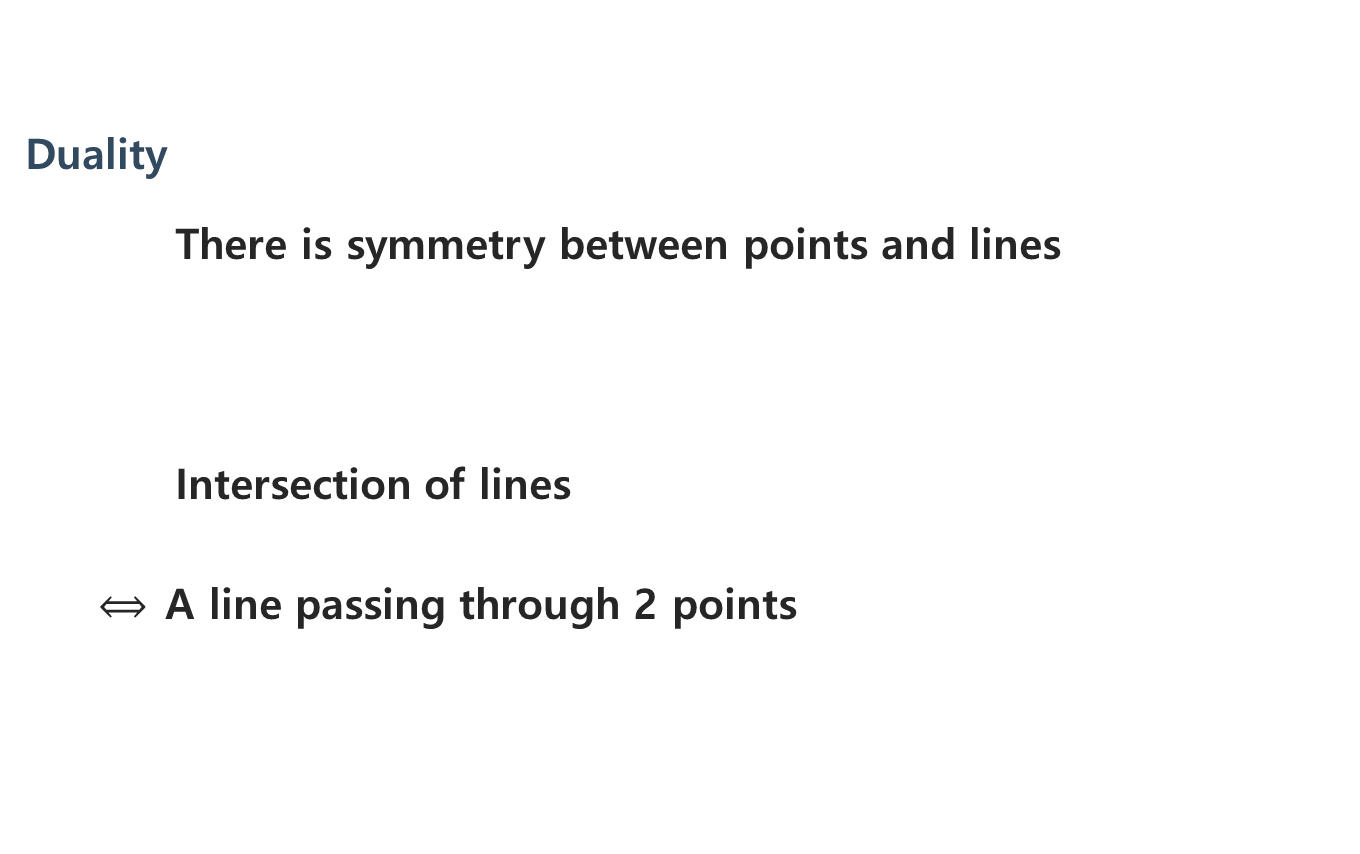 Duality
There is symmetry between points and lines
Intersection of lines
⟺ A line passing through 2 points